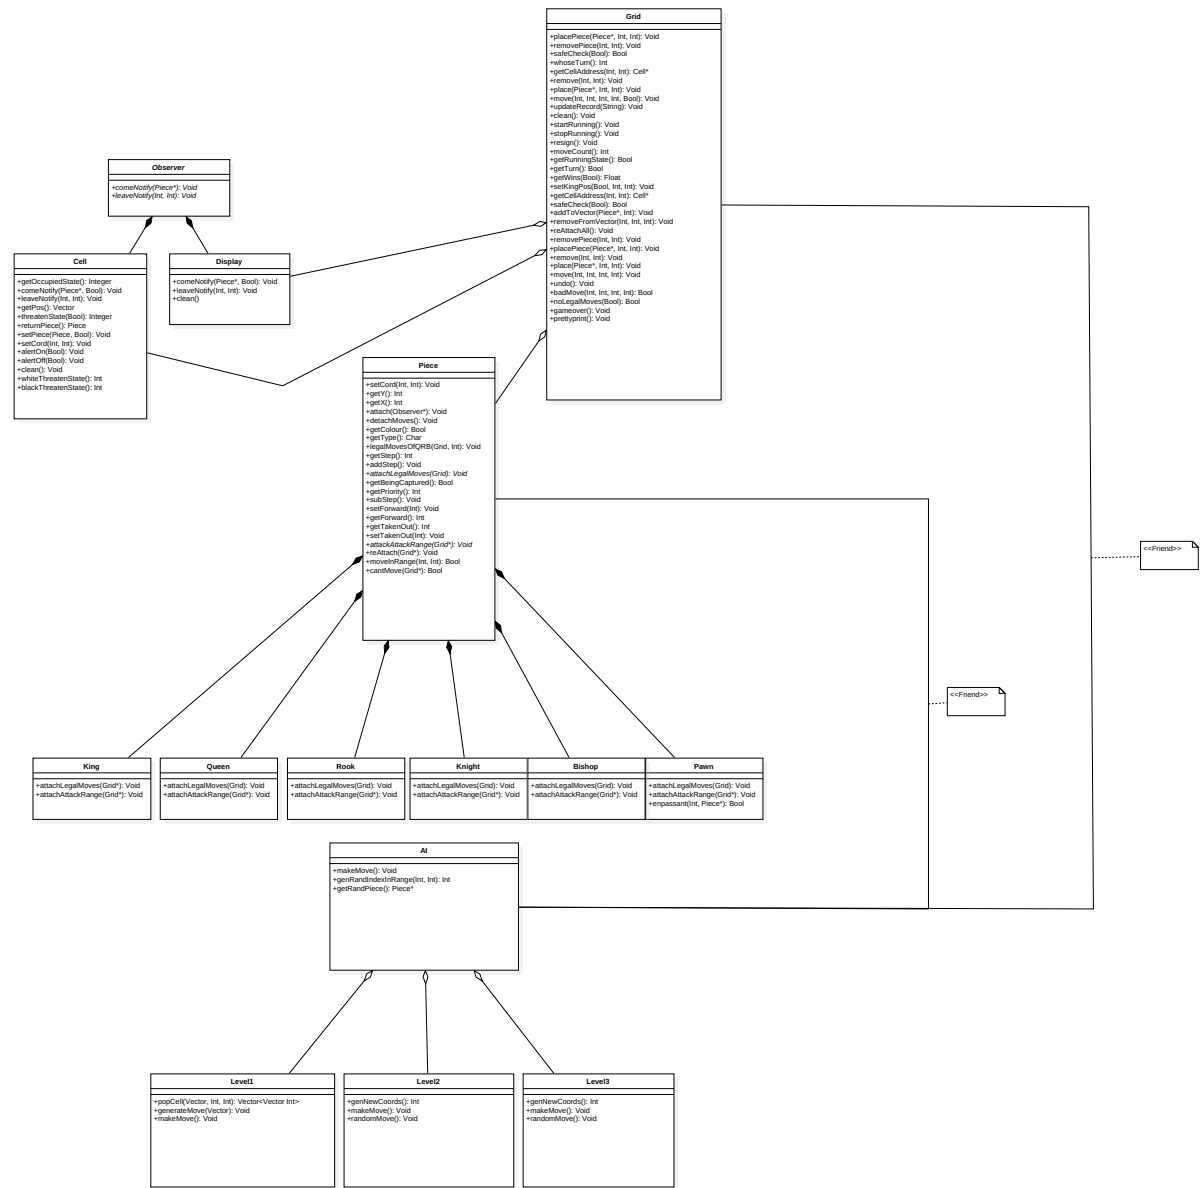 Grid
+placePiece(Piece*, Int, Int): Void
+removePiece(Int, Int): Void
+safeCheck(Bool): Bool
+whoseTurn(): Int
+getCellAddress(Int, Int): Cell*
+remove(Int, Int): Void
+place(Piece*, Int, Int): Void
+move(Int, Int, Int, Int, Bool): Void
+updateRecord(String): Void
+clean(): Void
+startRunning(): Void
+stopRunning(): Void
+resign(): Void
+moveCount(): Int
+getRunningState(): Bool
+getTurn(): Bool
+getWins(Bool): Float
+setKingPos(Bool, Int, Int): Void
+getCellAddress(Int, Int): Cell*
+safeCheck(Bool): Bool
+addToVector(Piece*, Int): Void
+removeFromVector(Int, Int, Int): Void
+reAttachAll(): Void
+removePiece(Int, Int): Void
+placePiece(Piece*, Int, Int): Void
+remove(Int, Int): Void
+place(Piece*, Int, Int): Void
+move(Int, Int, Int, Int): Void
+undo(): Void
+badMove(Int, Int, Int, Int): Bool
+noLegalMoves(Bool): Bool
+gameover(): Void
+prettyprint(): Void
Observer
+comeNotify(Piece*): Void
+leaveNotify(Int, Int): Void
Cell
+getOccupiedState(): Integer
+comeNotify(Piece*, Bool): Void
+leaveNotify(Int, Int): Void
+getPos(): Vector
+threatenState(Bool): Integer
+returnPiece(): Piece
+setPiece(Piece, Bool): Void
+setCord(Int, Int): Void
+alertOn(Bool): Void
+alertOff(Bool): Void
+clean(): Void
+whiteThreatenState(): Int
+blackThreatenState(): Int
Display
+comeNotify(Piece*, Bool): Void
+leaveNotify(Int, Int): Void
+clean()
Piece
+setCord(Int, Int): Void
+getY(): Int
+getX(): Int
+attach(Observer*): Void
+detachMoves(): Void
+getColour(): Bool
+getType(): Char
+legalMovesOfQRB(Grid, Int): Void
+getStep(): Int
+addStep(): Void
+attachLegalMoves(Grid): Void
+getBeingCaptured(): Bool
+getPriority(): Int
+subStep(): Void
+setForward(Int): Void
+getForward(): Int
+getTakenOut(): Int
+setTakenOut(Int): Void
+attackAttackRange(Grid*): Void
+reAttach(Grid*): Void
+moveInRange(Int, Int): Bool
+cantMove(Grid*): Bool
<<Friend>>
<<Friend>>
King
+attachLegalMoves(Grid*): Void
+attachAttackRange(Grid*): Void
Queen
+attachLegalMoves(Grid): Void
+attachAttackRange(Grid*): Void
Rook
+attachLegalMoves(Grid): Void
+attachAttackRange(Grid*): Void
Knight
+attachLegalMoves(Grid): Void
+attachAttackRange(Grid*): Void
Bishop
+attachLegalMoves(Grid): Void
+attachAttackRange(Grid*): Void
Pawn
+attachLegalMoves(Grid): Void
+attachAttackRange(Grid*): Void
+enpassant(Int, Piece*): Bool
AI
+makeMove(): Void
+genRandIndexInRange(Int, Int): Int
+getRandPiece(): Piece*
Level1
+popCell(Vector, Int, Int): Vector<Vector Int>
+generateMove(Vector): Void
+makeMove(): Void
Level2
+genNewCoords(): Int
+makeMove(): Void
+randomMove(): Void
Level3
+genNewCoords(): Int
+makeMove(): Void
+randomMove(): Void